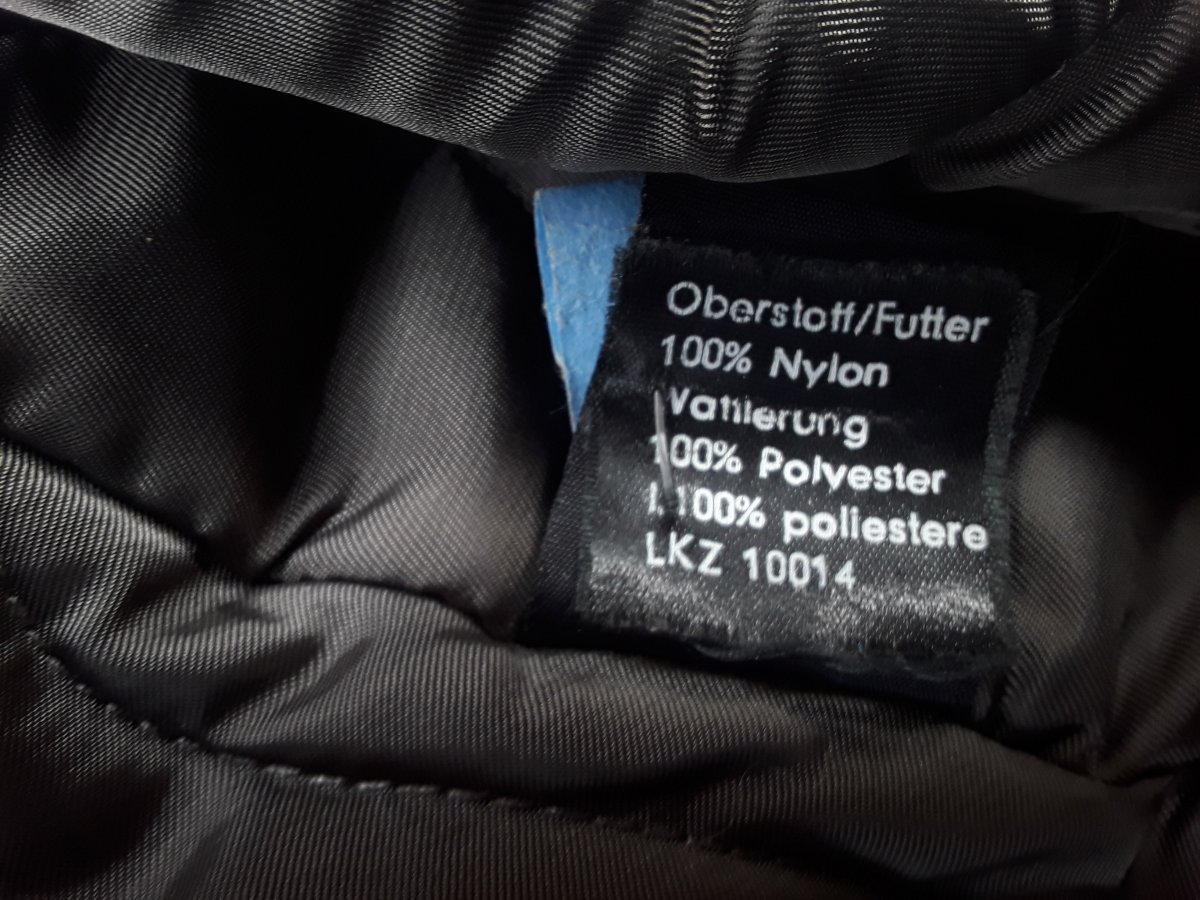 Oberstoff/Futter
100% Nylon
Wattierung
100% Polyester
I 100% poliestere
LKZ 10014